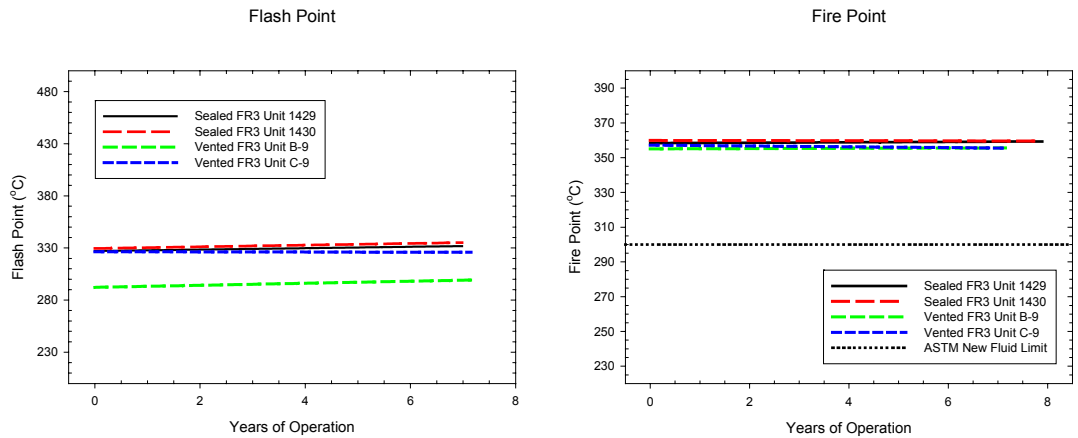 Flash Point
Flash Point (°C)
480
430
380
330
280
230
Sealed FR3 Unit 1429
Sealed FR3 Unit 1430
Vented FR3 Unit B-9
Vented FR3 Unit C-9
0 2 4 6 8
Years of Operation
Fire Point
Fire Point (°C)
390
370
350
330
310
290
270
250
230
Sealed FR3 Unit 1429
Sealed FR3 Unit 1430
Vented FR3 Unit B-9
Vented FR3 Unit C-9
ASTM New Fluid Limit
0 2 4 6 8
Years of Operation